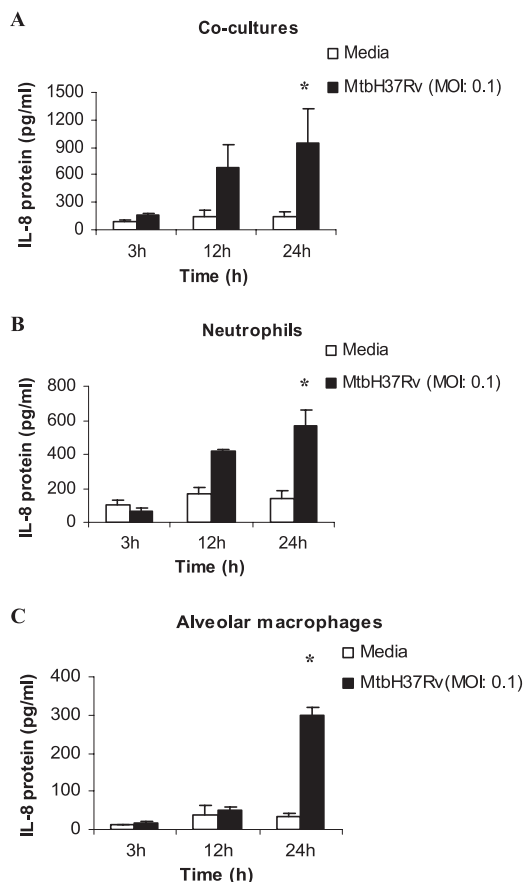 A
Co-cultures
Media
MtbH37Rv (MOI: 0.1)
IL-8 protein (pg/ml)
1500
1200
900
600
300
0
*
3h 12h 24h
Time (h)
B
Neutrophils
Media
MtbH37Rv (MOI: 0.1)
IL-8 protein (pg/ml)
800
600
400
200
0
*
3h 12h 24h
Time (h)
C
Alveolar macrophages
Media
MtbH37Rv(MOI: 0.1)
IL-8 protein (pg/ml)
400
300
200
100
0
*
3h 12h 24h
Time (h)